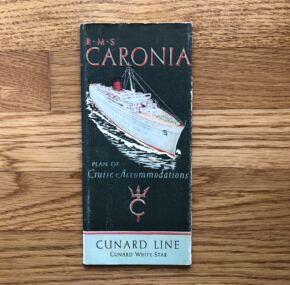 R·M·S
CARONIA
PLAN OF
Cruise Accommodations
C
CUNARD LINE
CUNARD WHITE STAR